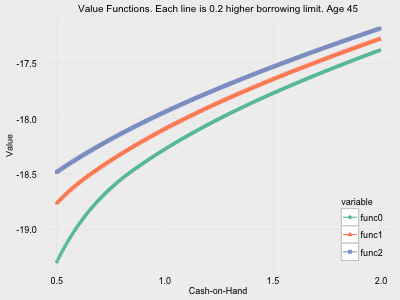 Value Functions. Each line is 0.2 higher borrowing limit. Age 45
-17.5
-18.0
-18.5
-19.0
Value
0.5 1.0 1.5 2.0
Cash-on-Hand
variable
func0
func1
func2